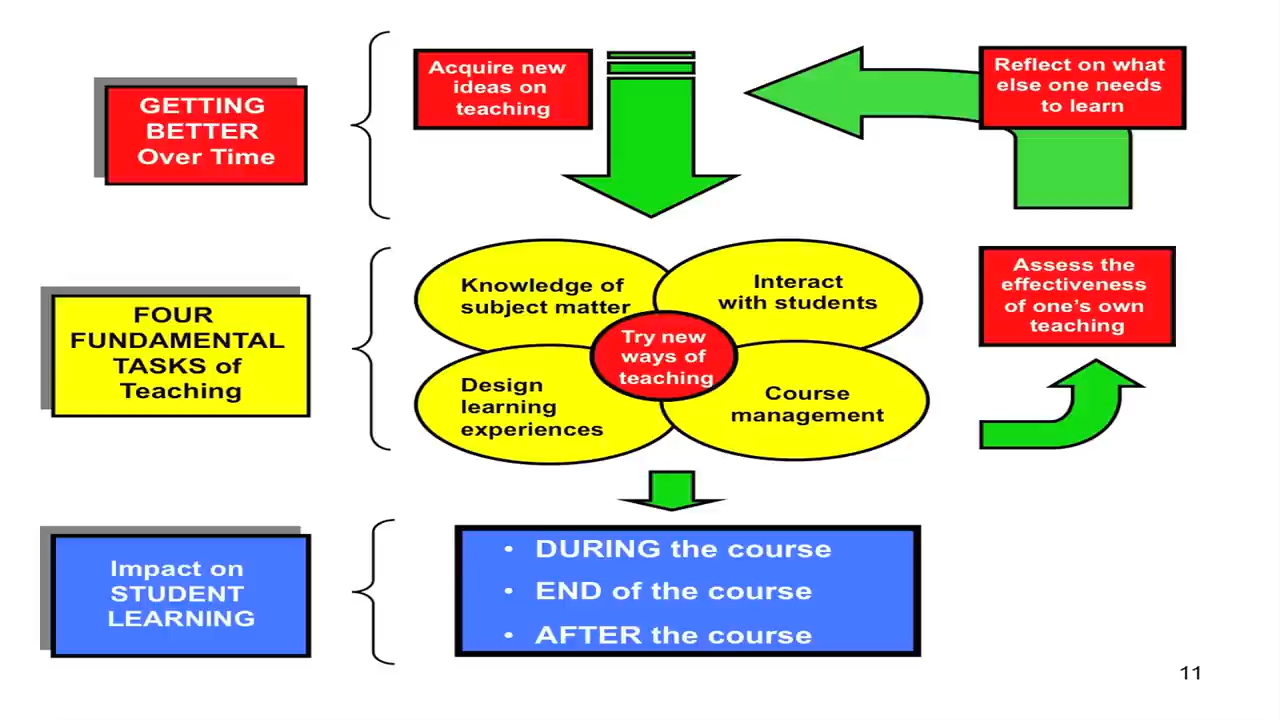 GETTING
BETTER
Over Time
Acquire new
ideas on
teaching
Reflect on what
else one needs
to learn
FOUR
FUNDAMENTAL
TASKS of
Teaching
Knowledge of
subject matter
Interact
with students
Try new
ways of
teaching
Design
learning
experiences
Course
management
Assess the
effectiveness
of one’s own
teaching
Impact on
STUDENT
LEARNING
• DURING the course
• END of the course
• AFTER the course
11